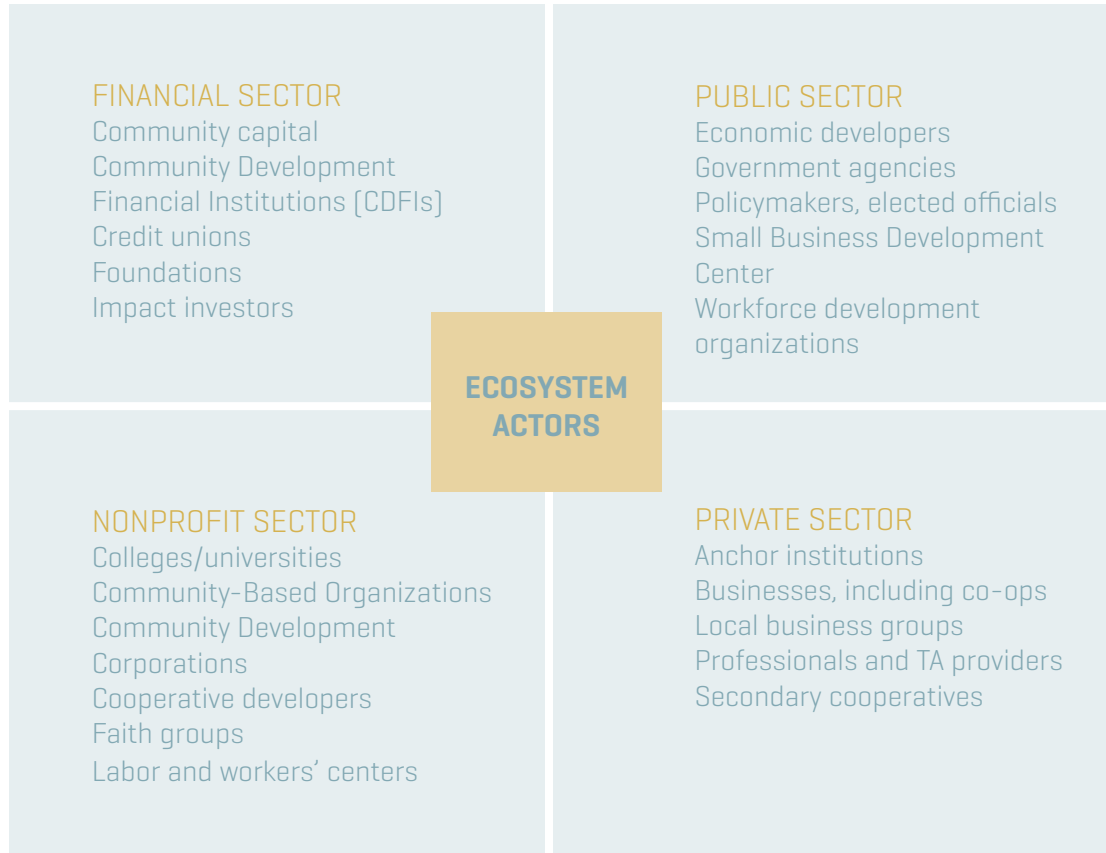 FINANCIAL SECTOR
Community capital
Community Development
Financial Institutions (CDFIs)
Credit unions
Foundations
Impact investors
PUBLIC SECTOR
Economic developers
Government agencies
Policymakers, elected officials
Small Business Development
Center
Workforce development
organizations
ECOSYSTEM
ACTORS
NONPROFIT SECTOR
Colleges/universities
Community-Based Organizations
Community Development
Corporations
Cooperative developers
Faith groups
Labor and workers’ centers
PRIVATE SECTOR
Anchor institutions
Businesses, including co-ops
Local business groups
Professionals and TA providers
Secondary cooperatives